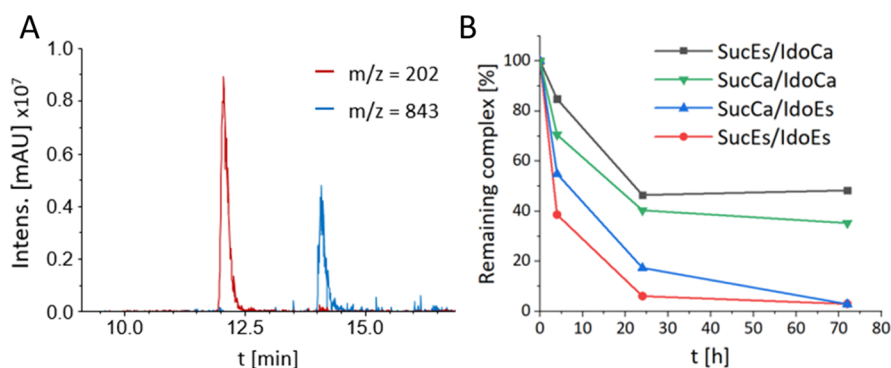 A
Intens. [mAU] x10⁷
1.0
0.8
0.6
0.4
0.2
0.0
10.0 12.5 15.0
t [min]
m/z = 202
m/z = 843
B
Remaining complex [%]
100
80
60
40
20
0
0 10 20 30 40 50 60 70 80
t [h]
SucEs/IdoCa
SucCa/IdoCa
SucCa/IdoEs
SucEs/IdoEs